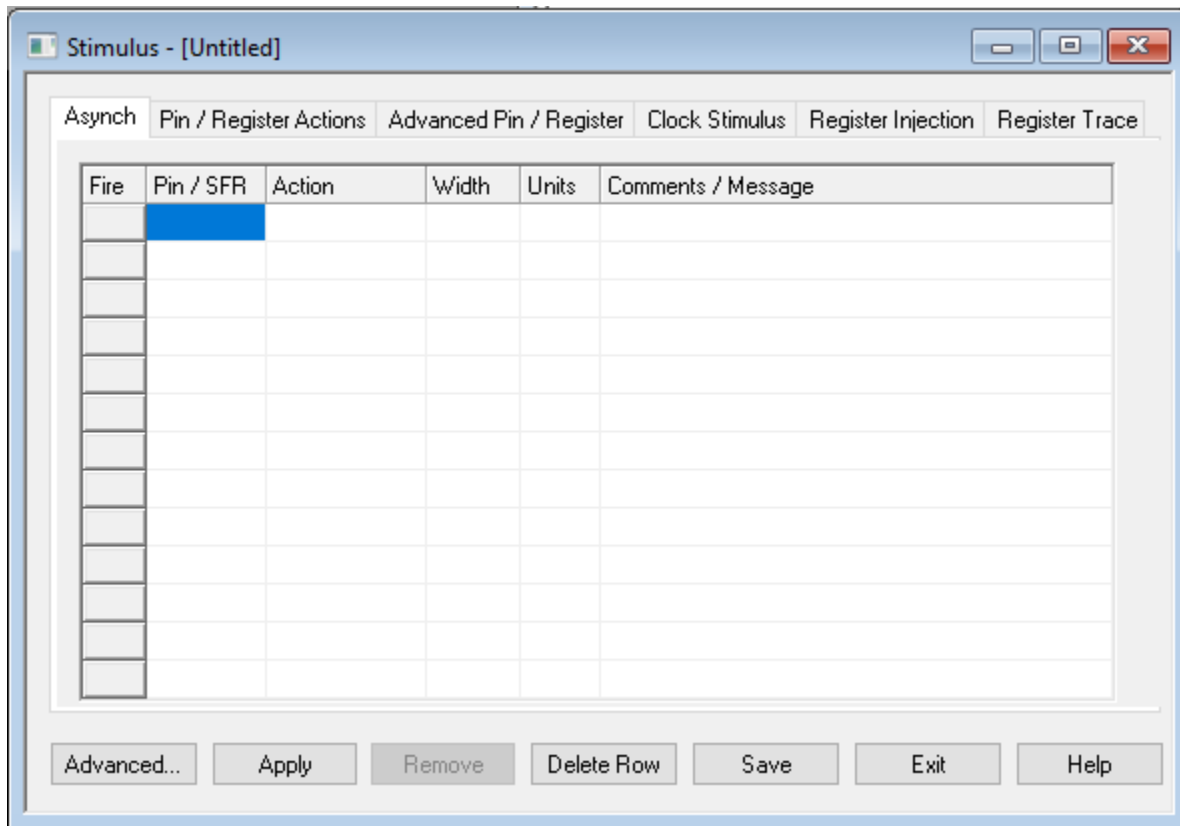 Stimulus - [Untitled]
Asynch Pin / Register Actions Advanced Pin / Register Clock Stimulus Register Injection Register Trace
Fire Pin / SFR Action Width Units Comments / Message
Advanced... Apply Remove Delete Row Save Exit Help